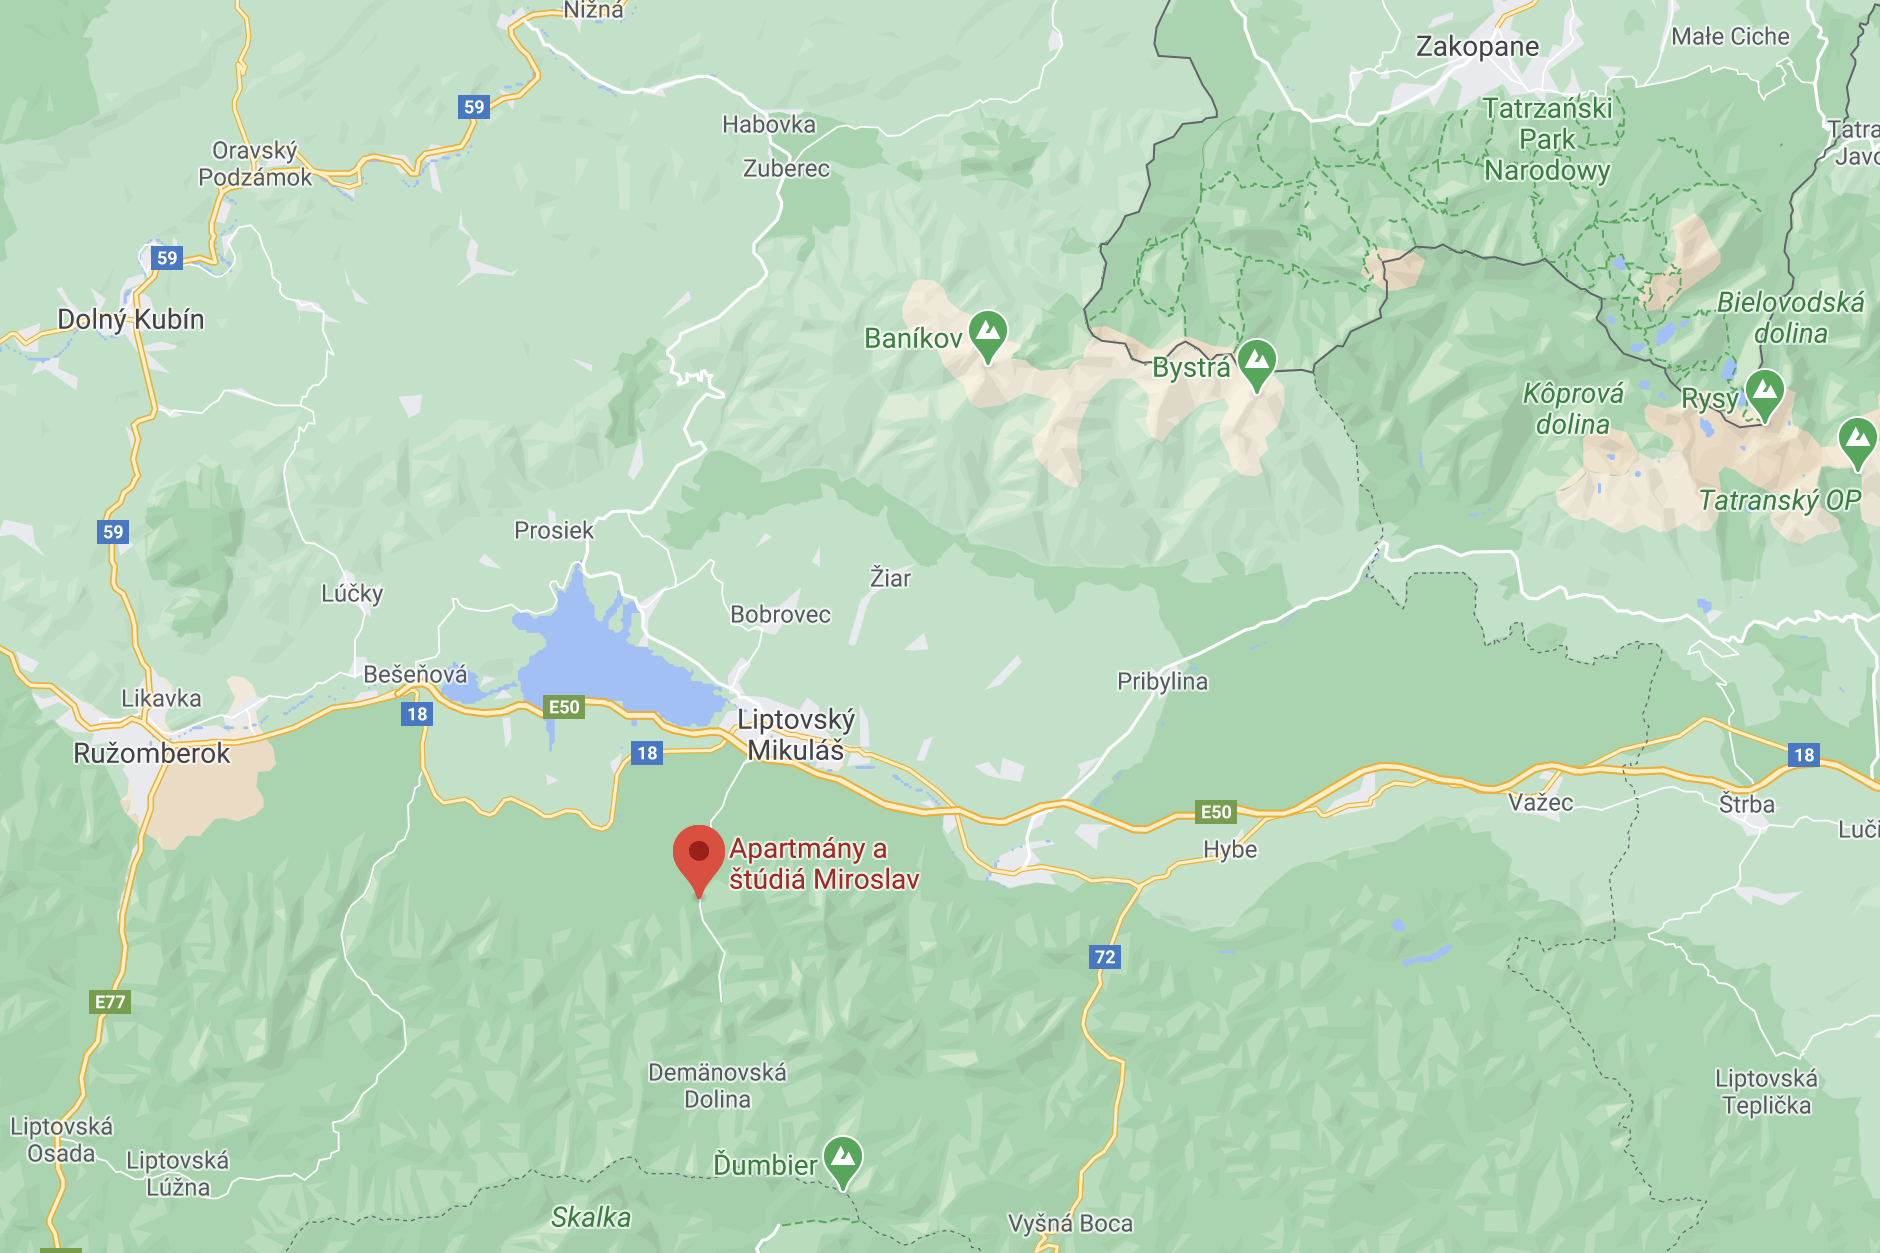 Nižná
Zakopane
Małe Ciche
59
Habovka
Tatrzański
Park
Narodowy
Tatra
Javo
Oravský
Podzámok
Zuberec
59
Dolný Kubín
Bielovodská
dolina
Baníkov
Bystrá
Kôprová
dolina
Rysy
Tatranský OP
59
Prosiek
Žiar
Lúčky
Bobrovec
Bešeňová
Pribylina
Likavka
18
E50
Liptovský
Mikuláš
Ružomberok
18
18
E50
Važec
Štrba
Luči
Hybe
Apartmány a
štúdiá Miroslav
72
E77
Demänovská
Dolina
Liptovská
Teplička
Liptovská
Osada
Liptovská
Lúžna
Ďumbier
Skalka
Vyšná Boca